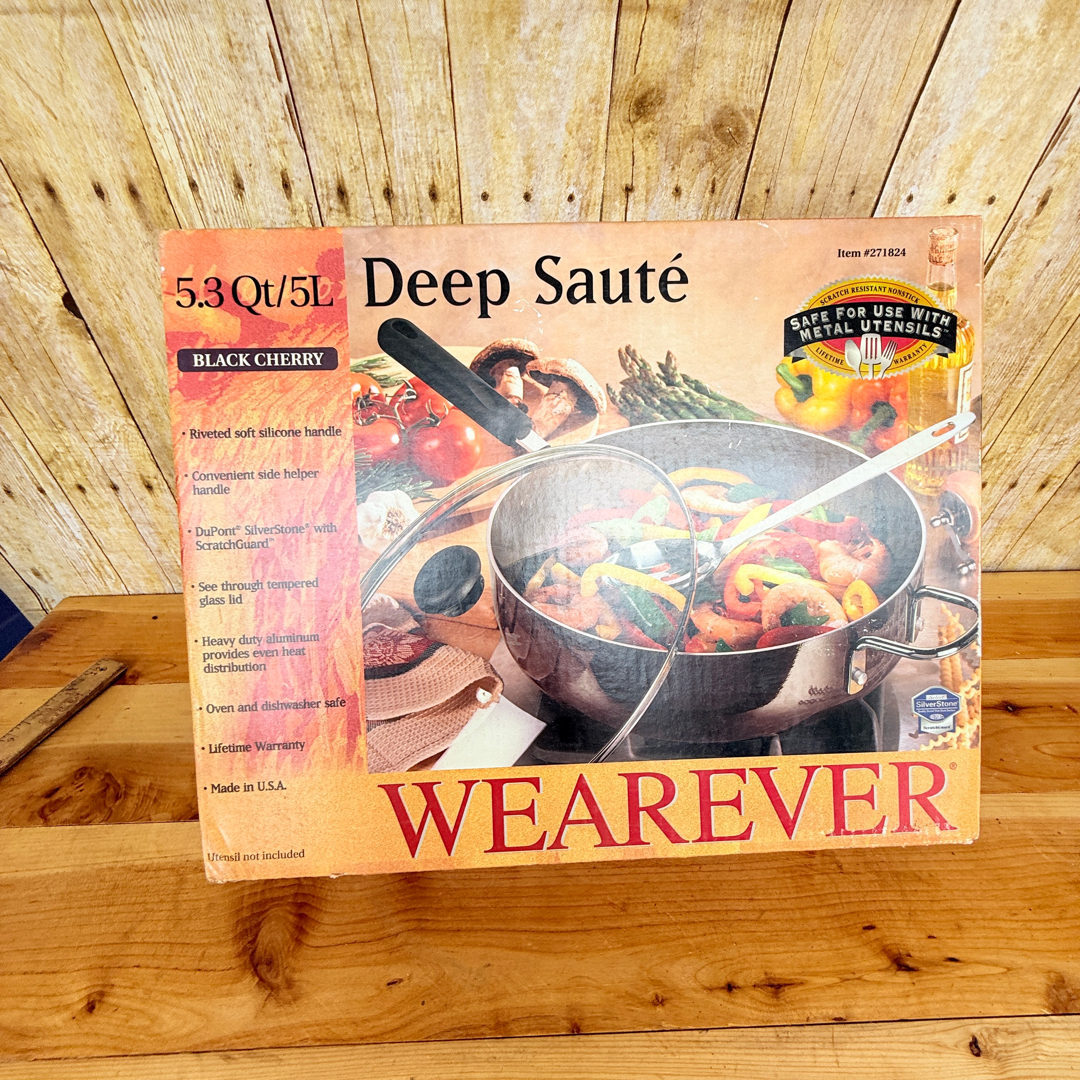 5.3 Qt/5L
Deep Sauté
Item #271824
SCRATCH RESISTANT NONSTICK
SAFE FOR USE WITH
METAL UTENSILS™
LIFETIME WARRANTY
BLACK CHERRY
• Riveted soft silicone handle
• Convenient side helper
handle
• DuPont® SilverStone® with
ScratchGuard™
• See through tempered
glass lid
• Heavy duty aluminum
provides even heat
distribution
• Oven and dishwasher safe
• Lifetime Warranty
• Made in U.S.A.
SilverStone®
WEAREVER®
Utensil not included